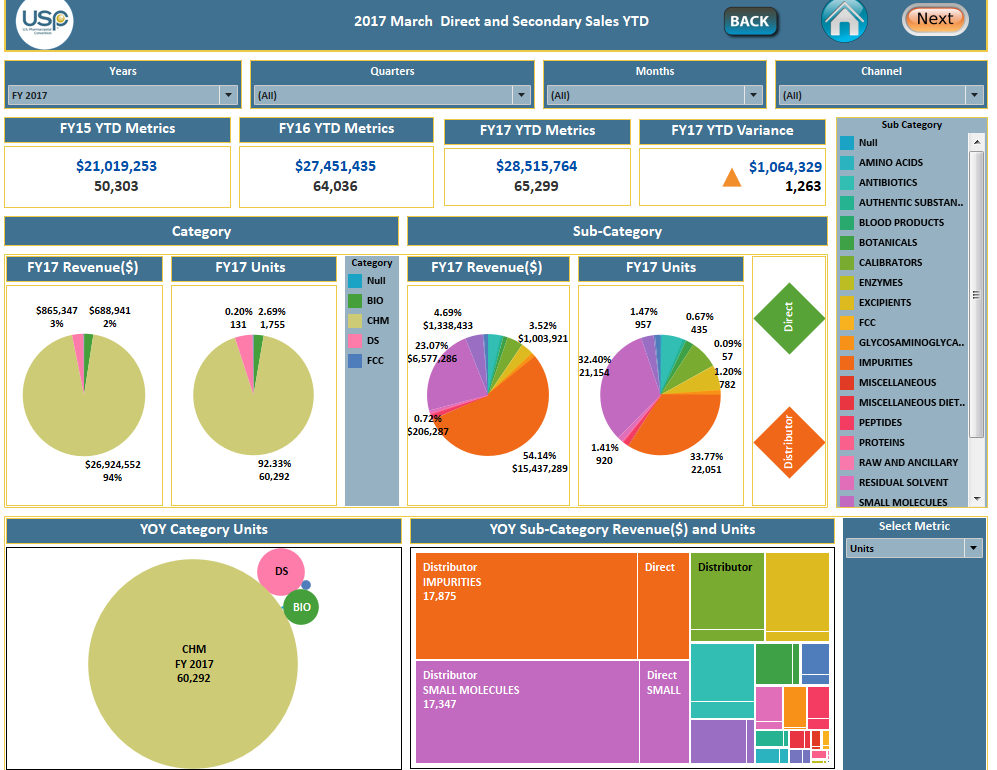 USP
2017 March Direct and Secondary Sales YTD
BACK
Next
Years
Quarters
Months
Channel
FY 2017
(All)
(All)
(All)
FY15 YTD Metrics
FY16 YTD Metrics
FY17 YTD Metrics
FY17 YTD Variance
$21,019,253
50,303
$27,451,435
64,036
$28,515,764
65,299
$1,064,329
1,263
Sub Category
Null
AMINO ACIDS
ANTIBIOTICS
AUTHENTIC SUBSTAN..
BLOOD PRODUCTS
BOTANICALS
CALIBRATORS
ENZYMES
EXCIPIENTS
FCC
GLYCOSAMINOGLYCA..
IMPURITIES
MISCELLANEOUS
MISCELLANEOUS DIET..
PEPTIDES
PROTEINS
RAW AND ANCILLARY
RESIDUAL SOLVENT
SMALL MOLECULES
Category
Sub-Category
FY17 Revenue($)
$865,347
3%
$688,941
2%
$26,924,552
94%
FY17 Units
0.20%
131
2.69%
1,755
92.33%
60,292
Category
Null
BIO
CHM
DS
FCC
FY17 Revenue($)
4.69%
$1,338,433
3.52%
$1,003,921
23.07%
$6,577,286
0.72%
$206,287
54.14%
$15,437,289
FY17 Units
1.47%
957
0.67%
435
0.09%
57
1.20%
782
32.40%
21,154
1.41%
920
33.77%
22,051
Direct
Distributor
YOY Category Units
DS
BIO
CHM
FY 2017
60,292
YOY Sub-Category Revenue($) and Units
Distributor
IMPURITIES
17,875
Direct
Distributor
Distributor
SMALL MOLECULES
17,347
Direct
SMALL
Select Metric
Units